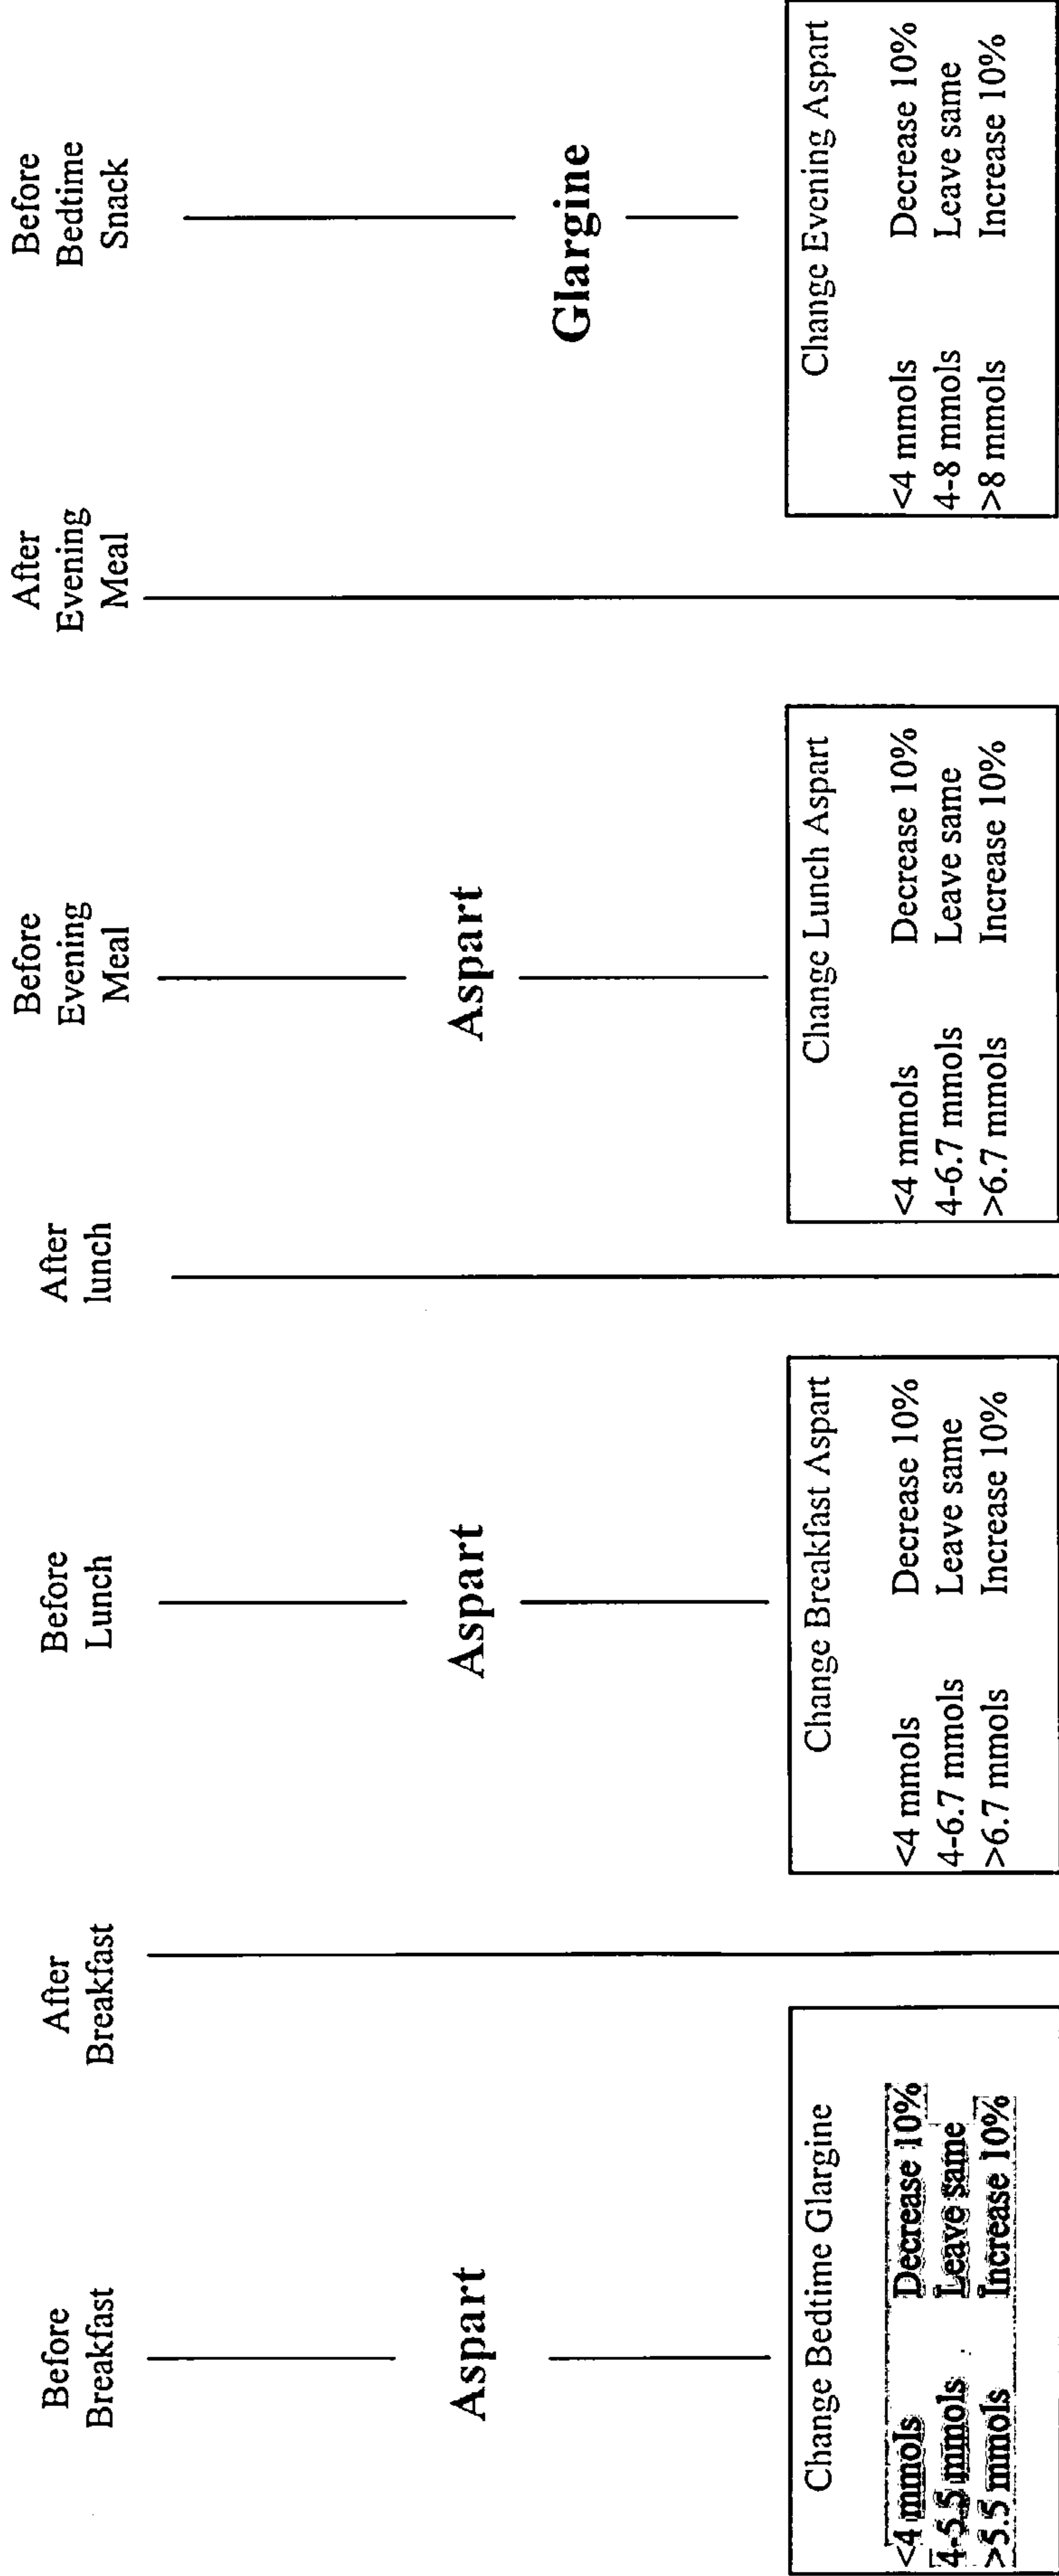 Before
Breakfast
After
Breakfast
Before
Lunch
After
lunch
Before
Evening
Meal
After
Evening
Meal
Before
Bedtime
Snack
Aspart
Aspart
Aspart
Glargine
Change Bedtime Glargine
<4 mmols Decrease 10%
4-5.5 mmols Leave same
>5.5 mmols Increase 10%
Change Breakfast Aspart
<4 mmols Decrease 10%
4-6.7 mmols Leave same
>6.7 mmols Increase 10%
Change Lunch Aspart
<4 mmols Decrease 10%
4-6.7 mmols Leave same
>6.7 mmols Increase 10%
Change Evening Aspart
<4 mmols Decrease 10%
4-8 mmols Leave same
>8 mmols Increase 10%